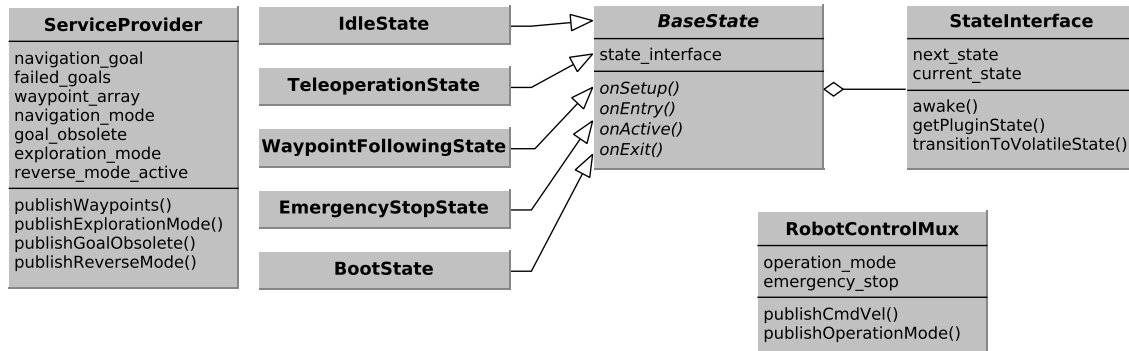 ServiceProvider
navigation_goal
failed_goals
waypoint_array
navigation_mode
goal_obsolete
exploration_mode
reverse_mode_active
publishWaypoints()
publishExplorationMode()
publishGoalObsolete()
publishReverseMode()
IdleState
TeleoperationState
WaypointFollowingState
EmergencyStopState
BootState
BaseState
state_interface
onSetup()
onEntry()
onActive()
onExit()
StateInterface
next_state
current_state
awake()
getPluginState()
transitionToVolatileState()
RobotControlMux
operation_mode
emergency_stop
publishCmdVel()
publishOperationMode()